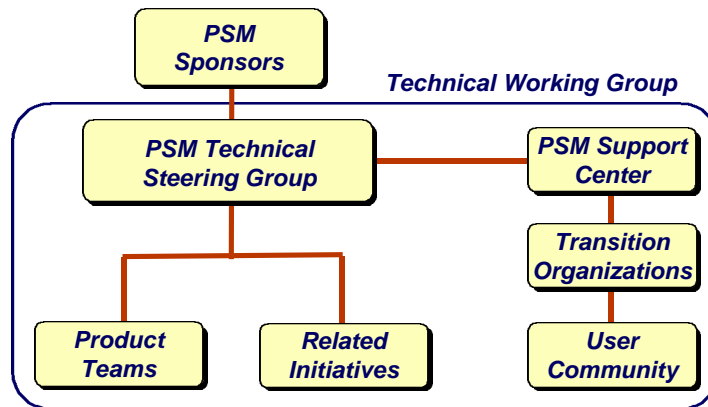 PSM
Sponsors
Technical Working Group
PSM Technical
Steering Group
PSM Support
Center
Transition
Organizations
Product
Teams
Related
Initiatives
User
Community